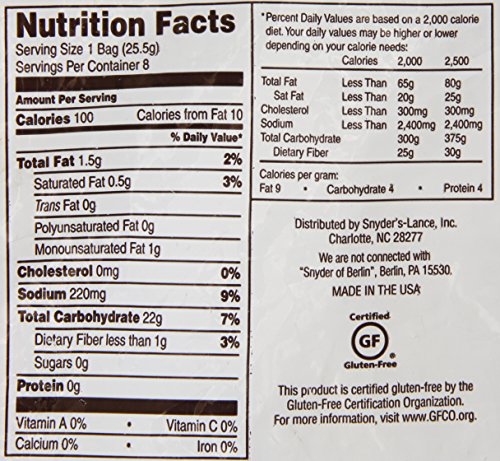 Nutrition Facts
Serving Size 1 Bag (25.5g)
Servings Per Container 8
Amount Per Serving
Calories 100 Calories from Fat 10
% Daily Value*
Total Fat 1.5g 2%
Saturated Fat 0.5g 3%
Trans Fat 0g
Polyunsaturated Fat 0g
Monounsaturated Fat 1g
Cholesterol 0mg 0%
Sodium 220mg 9%
Total Carbohydrate 22g 7%
Dietary Fiber less than 1g 3%
Sugars 0g
Protein 0g
Vitamin A 0% • Vitamin C 0%
Calcium 0% • Iron 0%
*Percent Daily Values are based on a 2,000 calorie
diet. Your daily values may be higher or lower
depending on your calorie needs:
Calories 2,000 2,500
Total Fat Less Than 65g 80g
Sat Fat Less Than 20g 25g
Cholesterol Less Than 300mg 300mg
Sodium Less Than 2,400mg 2,400mg
Total Carbohydrate 300g 375g
Dietary Fiber 25g 30g
Calories per gram:
Fat 9 • Carbohydrate 4 • Protein 4
Distributed by Snyder's-Lance, Inc.
Charlotte, NC 28277
We are not connected with
"Snyder of Berlin", Berlin, PA 15530.
MADE IN THE USA
Certified
GF
Gluten-Free
®
This product is certified gluten-free by the
Gluten-Free Certification Organization.
For more information, visit www.GFCO.org.